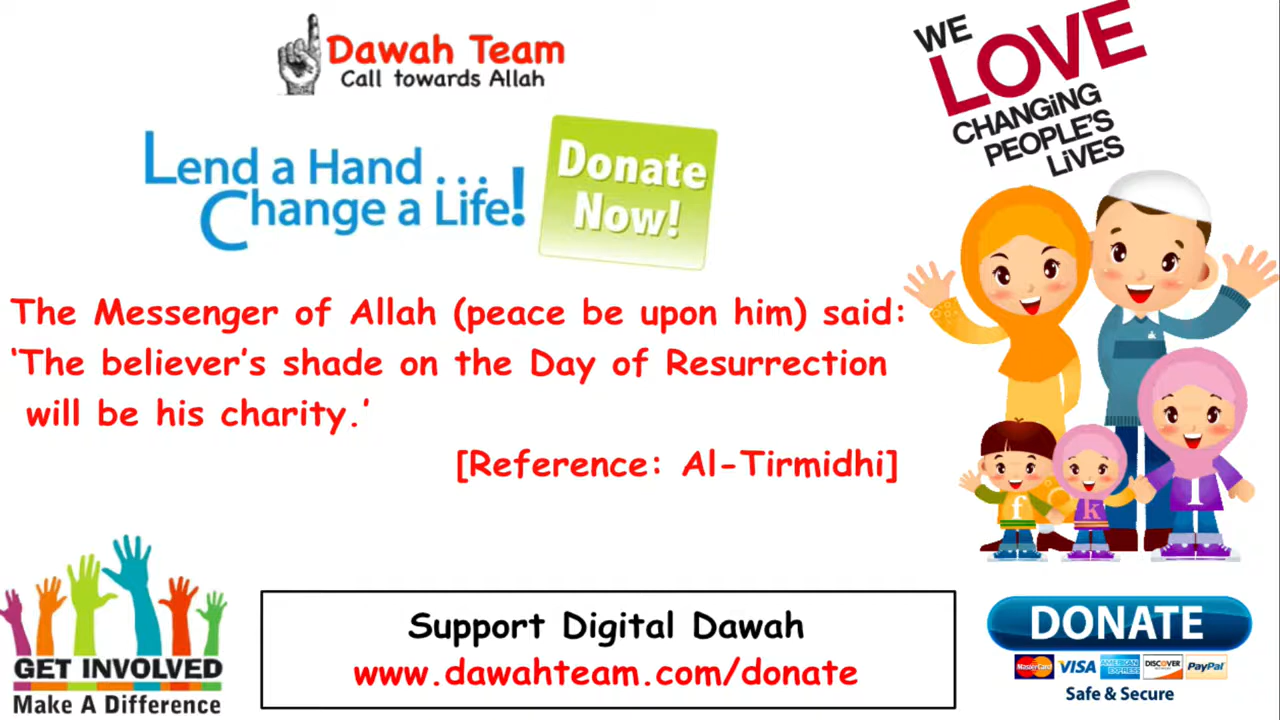 Dawah Team
Call towards Allah
WE
LOVE
CHANGiNG
PEOPLE'S
LiVES
Lend a Hand . . .
Change a Life!
Donate
Now!
The Messenger of Allah (peace be upon him) said:
‘The believer’s shade on the Day of Resurrection
will be his charity.’
[Reference: Al-Tirmidhi]
f
k
l
GET INVOLVED
Make A Difference
Support Digital Dawah
www.dawahteam.com/donate
DONATE
MasterCard VISA AMERICAN EXPRESS DISCOVER PayPal
Safe & Secure